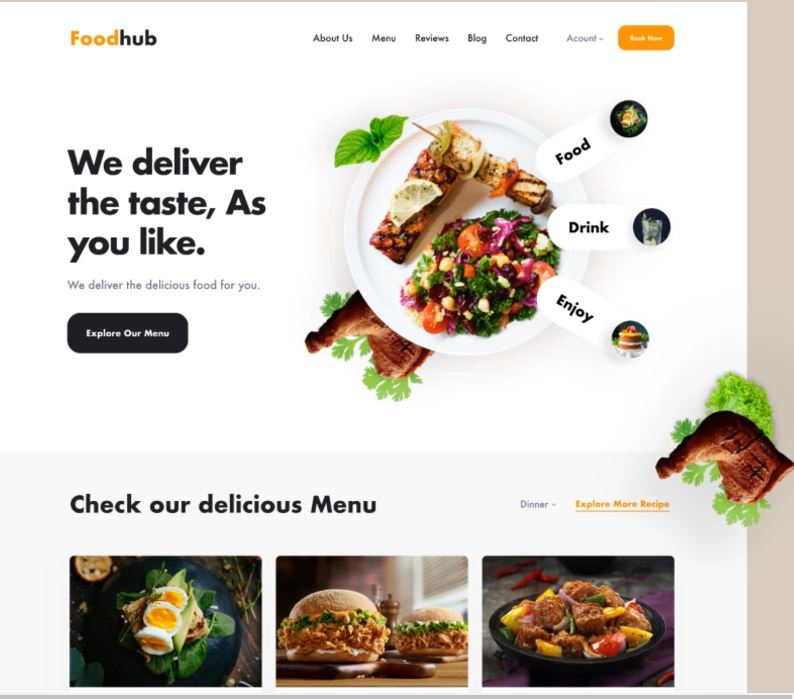 Foodhub
About Us Menu Reviews Blog Contact Acount Book Now
We deliver
the taste, As
you like.
We deliver the delicious food for you.
Explore Our Menu
Food
Drink
Enjoy
Check our delicious Menu
Dinner Explore More Recipe